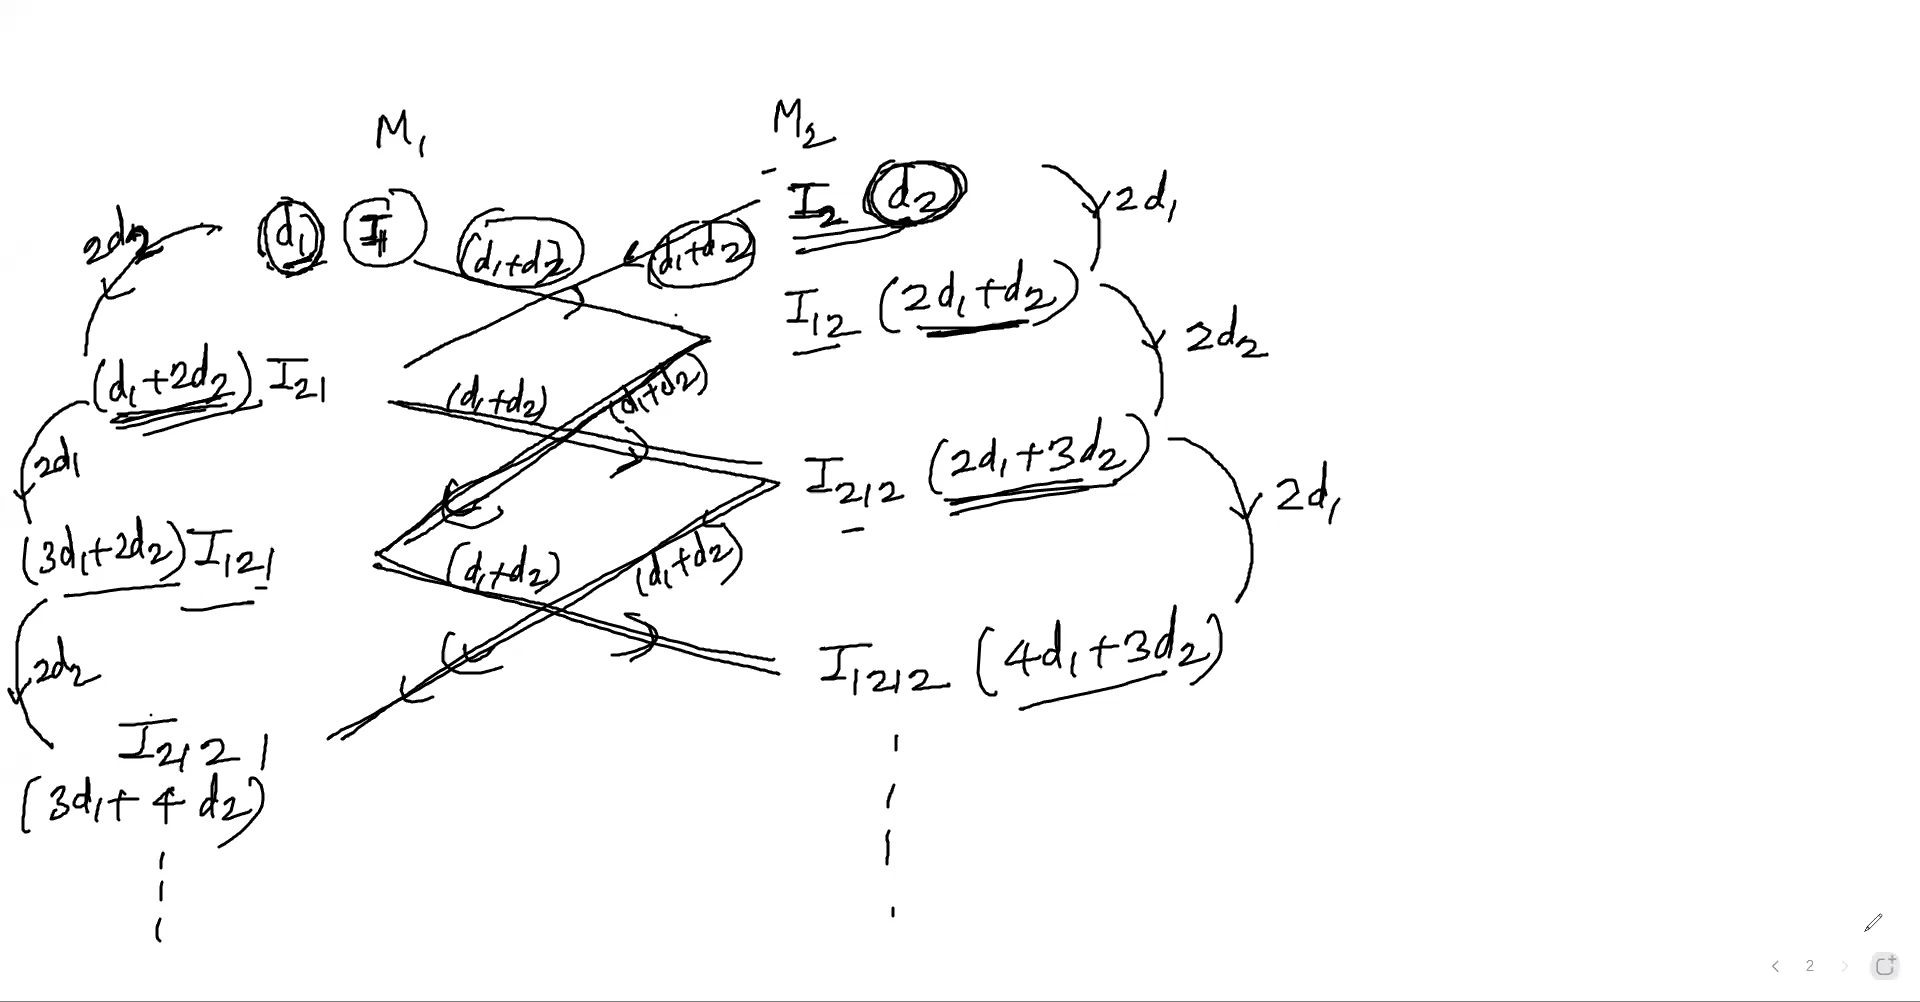 M₁ M₂
2d₂ d₁ I₁ (d₁+d₂) (d₁+d₂) I₂ d₂ 2d₁
I₁₂ (2d₁+d₂) 2d₂
(d₁+2d₂) I₂₁ (d₁+d₂) (d₁+d₂)
2d₁ I₂₁₂ (2d₁+3d₂) 2d₁
(3d₁+2d₂) I₁₂₁ (d₁+d₂) (d₁+d₂)
2d₂ I₁₂₁₂ (4d₁+3d₂)
I₂₁₂₁
(3d₁+4d₂)
2